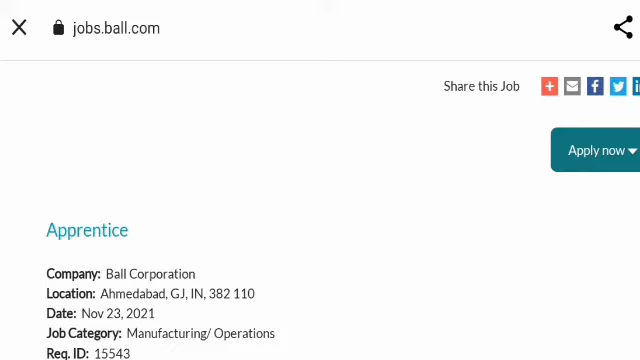 jobs.ball.com
Share this Job
Apply now
Apprentice
Company: Ball Corporation
Location: Ahmedabad, GJ, IN, 382 110
Date: Nov 23, 2021
Job Category: Manufacturing/ Operations
Req. ID: 15543